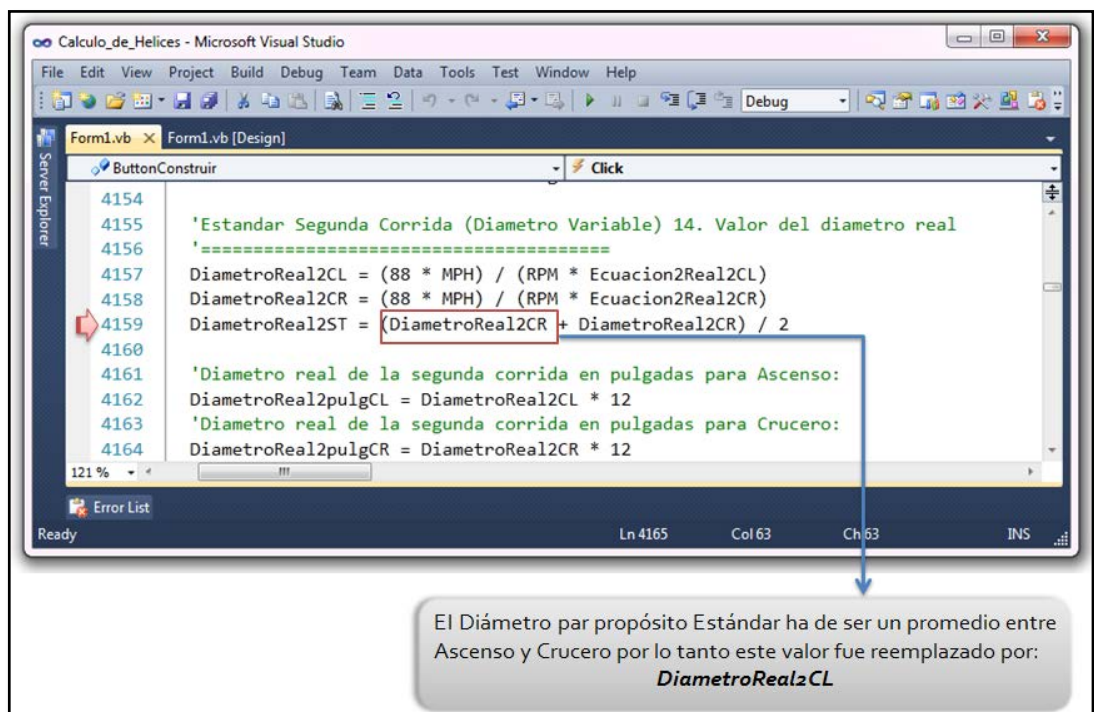 Calculo_de_Helices - Microsoft Visual Studio
File Edit View Project Build Debug Team Data Tools Test Window Help
Debug
Form1.vb Form1.vb [Design]
Server Explorer
ButtonConstruir Click
4154
4155 'Estandar Segunda Corrida (Diametro Variable) 14. Valor del diametro real
4156 '=======================================
4157 DiametroReal2CL = (88 * MPH) / (RPM * Ecuacion2Real2CL)
4158 DiametroReal2CR = (88 * MPH) / (RPM * Ecuacion2Real2CR)
4159 DiametroReal2ST = (DiametroReal2CR + DiametroReal2CR) / 2
4160
4161 'Diametro real de la segunda corrida en pulgadas para Ascenso:
4162 DiametroReal2pulgCL = DiametroReal2CL * 12
4163 'Diametro real de la segunda corrida en pulgadas para Crucero:
4164 DiametroReal2pulgCR = DiametroReal2CR * 12
121 %
Error List
Ready Ln 4165 Col 63 Ch 63 INS
El Diámetro par propósito Estándar ha de ser un promedio entre
Ascenso y Crucero por lo tanto este valor fue reemplazado por:
DiametroReal2CL